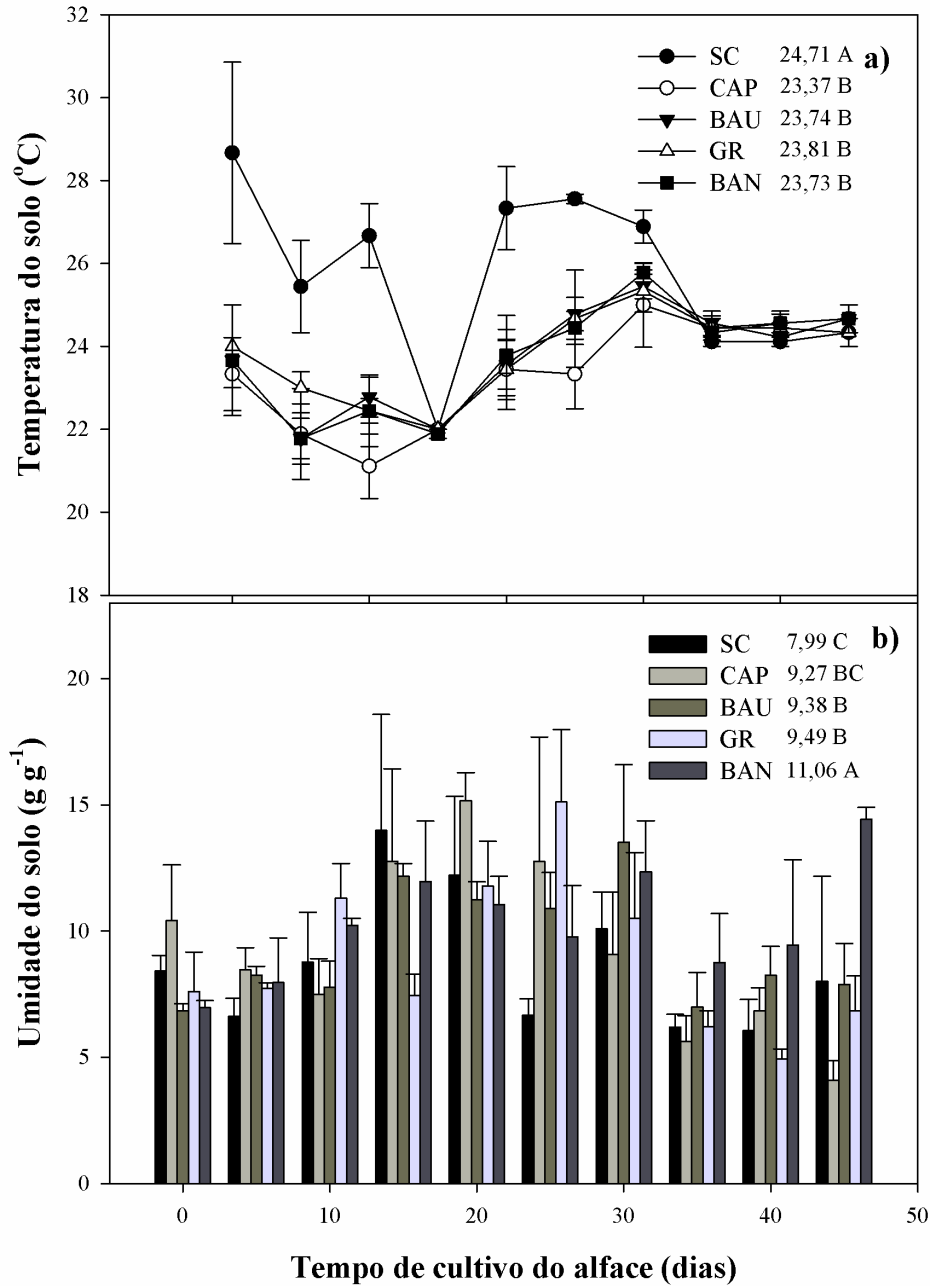 32
30
28
26
24
22
20
18
Temperatura do solo (°C)
a)
SC 24,71 A
CAP 23,37 B
BAU 23,74 B
GR 23,81 B
BAN 23,73 B
b)
SC 7,99 C
CAP 9,27 BC
BAU 9,38 B
GR 9,49 B
BAN 11,06 A
20
15
10
5
0
Umidade do solo (g g⁻¹)
0 10 20 30 40 50
Tempo de cultivo do alface (dias)